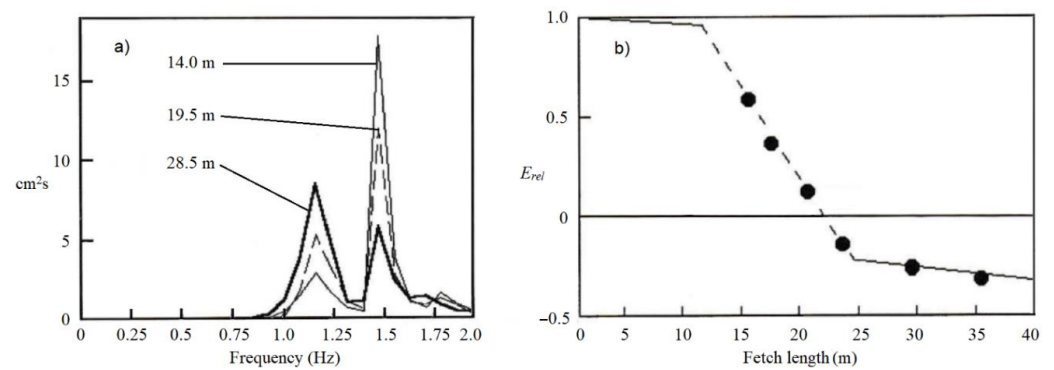 a)
15
10
cm²s
5
0
14.0 m
19.5 m
28.5 m
0 0.25 0.5 0.75 1.0 1.25 1.5 1.75 2.0
Frequency (Hz)
b)
1.0
0.5
E_rel
0
–0.5
0 5 10 15 20 25 30 35 40
Fetch length (m)